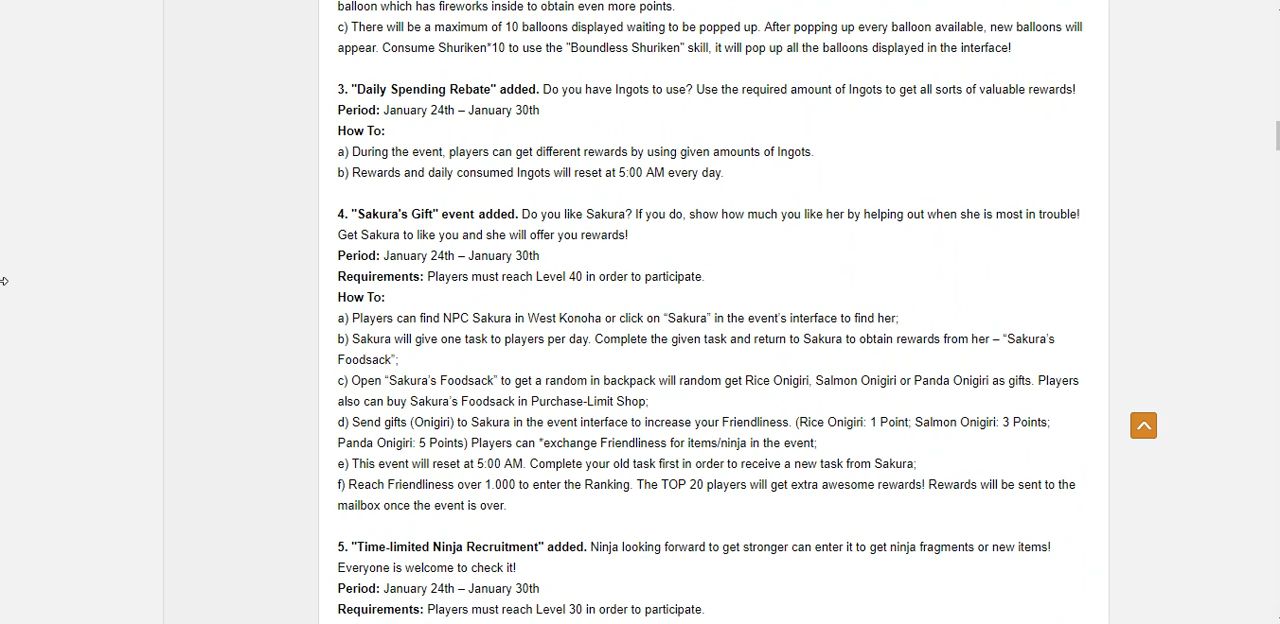 balloon which has fireworks inside to obtain even more points.
c) There will be a maximum of 10 balloons displayed waiting to be popped up. After popping up every balloon available, new balloons will
appear. Consume Shuriken*10 to use the "Boundless Shuriken" skill, it will pop up all the balloons displayed in the interface!
3. "Daily Spending Rebate" added. Do you have Ingots to use? Use the required amount of Ingots to get all sorts of valuable rewards!
Period: January 24th – January 30th
How To:
a) During the event, players can get different rewards by using given amounts of Ingots.
b) Rewards and daily consumed Ingots will reset at 5:00 AM every day.
4. "Sakura's Gift" event added. Do you like Sakura? If you do, show how much you like her by helping out when she is most in trouble!
Get Sakura to like you and she will offer you rewards!
Period: January 24th – January 30th
Requirements: Players must reach Level 40 in order to participate.
How To:
a) Players can find NPC Sakura in West Konoha or click on “Sakura” in the event's interface to find her;
b) Sakura will give one task to players per day. Complete the given task and return to Sakura to obtain rewards from her – “Sakura's
Foodsack”;
c) Open “Sakura's Foodsack” to get a random in backpack will random get Rice Onigiri, Salmon Onigiri or Panda Onigiri as gifts. Players
also can buy Sakura's Foodsack in Purchase-Limit Shop;
d) Send gifts (Onigiri) to Sakura in the event interface to increase your Friendliness. (Rice Onigiri: 1 Point; Salmon Onigiri: 3 Points;
Panda Onigiri: 5 Points) Players can *exchange Friendliness for items/ninja in the event;
e) This event will reset at 5:00 AM. Complete your old task first in order to receive a new task from Sakura;
f) Reach Friendliness over 1.000 to enter the Ranking. The TOP 20 players will get extra awesome rewards! Rewards will be sent to the
mailbox once the event is over.
5. "Time-limited Ninja Recruitment" added. Ninja looking forward to get stronger can enter it to get ninja fragments or new items!
Everyone is welcome to check it!
Period: January 24th – January 30th
Requirements: Players must reach Level 30 in order to participate.